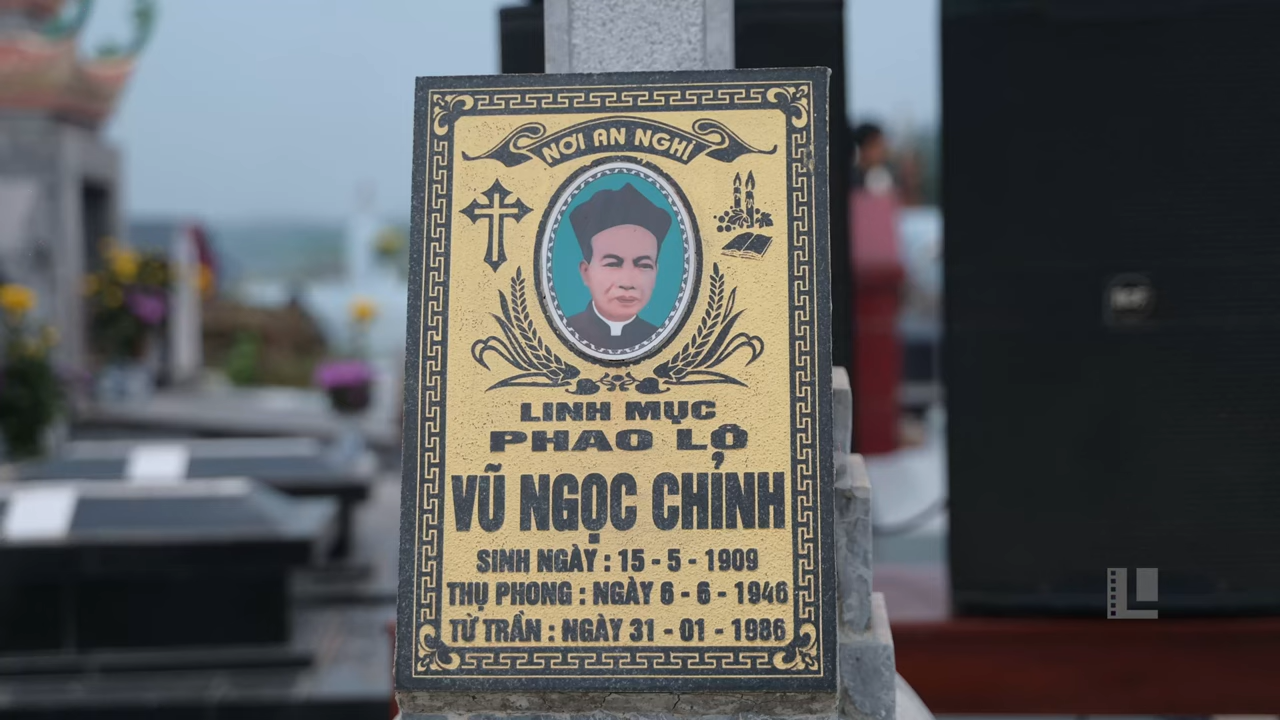 NƠI AN NGHỈ
LINH MỤC
PHAO LÔ
VŨ NGỌC CHỈNH
SINH NGÀY : 15 - 5 - 1909
THỤ PHONG : NGÀY 6 - 6 - 1946
TỪ TRẦN : NGÀY 31 - 01 - 1986